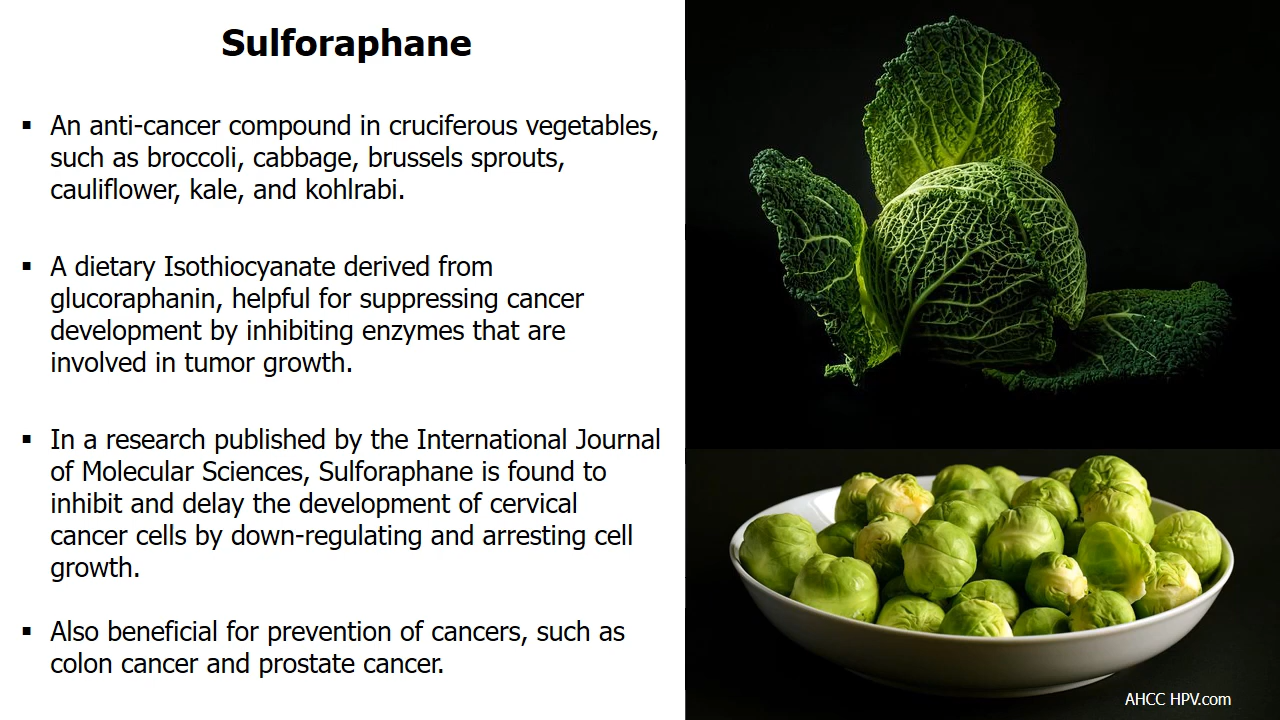 Sulforaphane
▪ An anti-cancer compound in cruciferous vegetables,
such as broccoli, cabbage, brussels sprouts,
cauliflower, kale, and kohlrabi.
▪ A dietary Isothiocyanate derived from
glucoraphanin, helpful for suppressing cancer
development by inhibiting enzymes that are
involved in tumor growth.
▪ In a research published by the International Journal
of Molecular Sciences, Sulforaphane is found to
inhibit and delay the development of cervical
cancer cells by down-regulating and arresting cell
growth.
▪ Also beneficial for prevention of cancers, such as
colon cancer and prostate cancer.
AHCC HPV.com